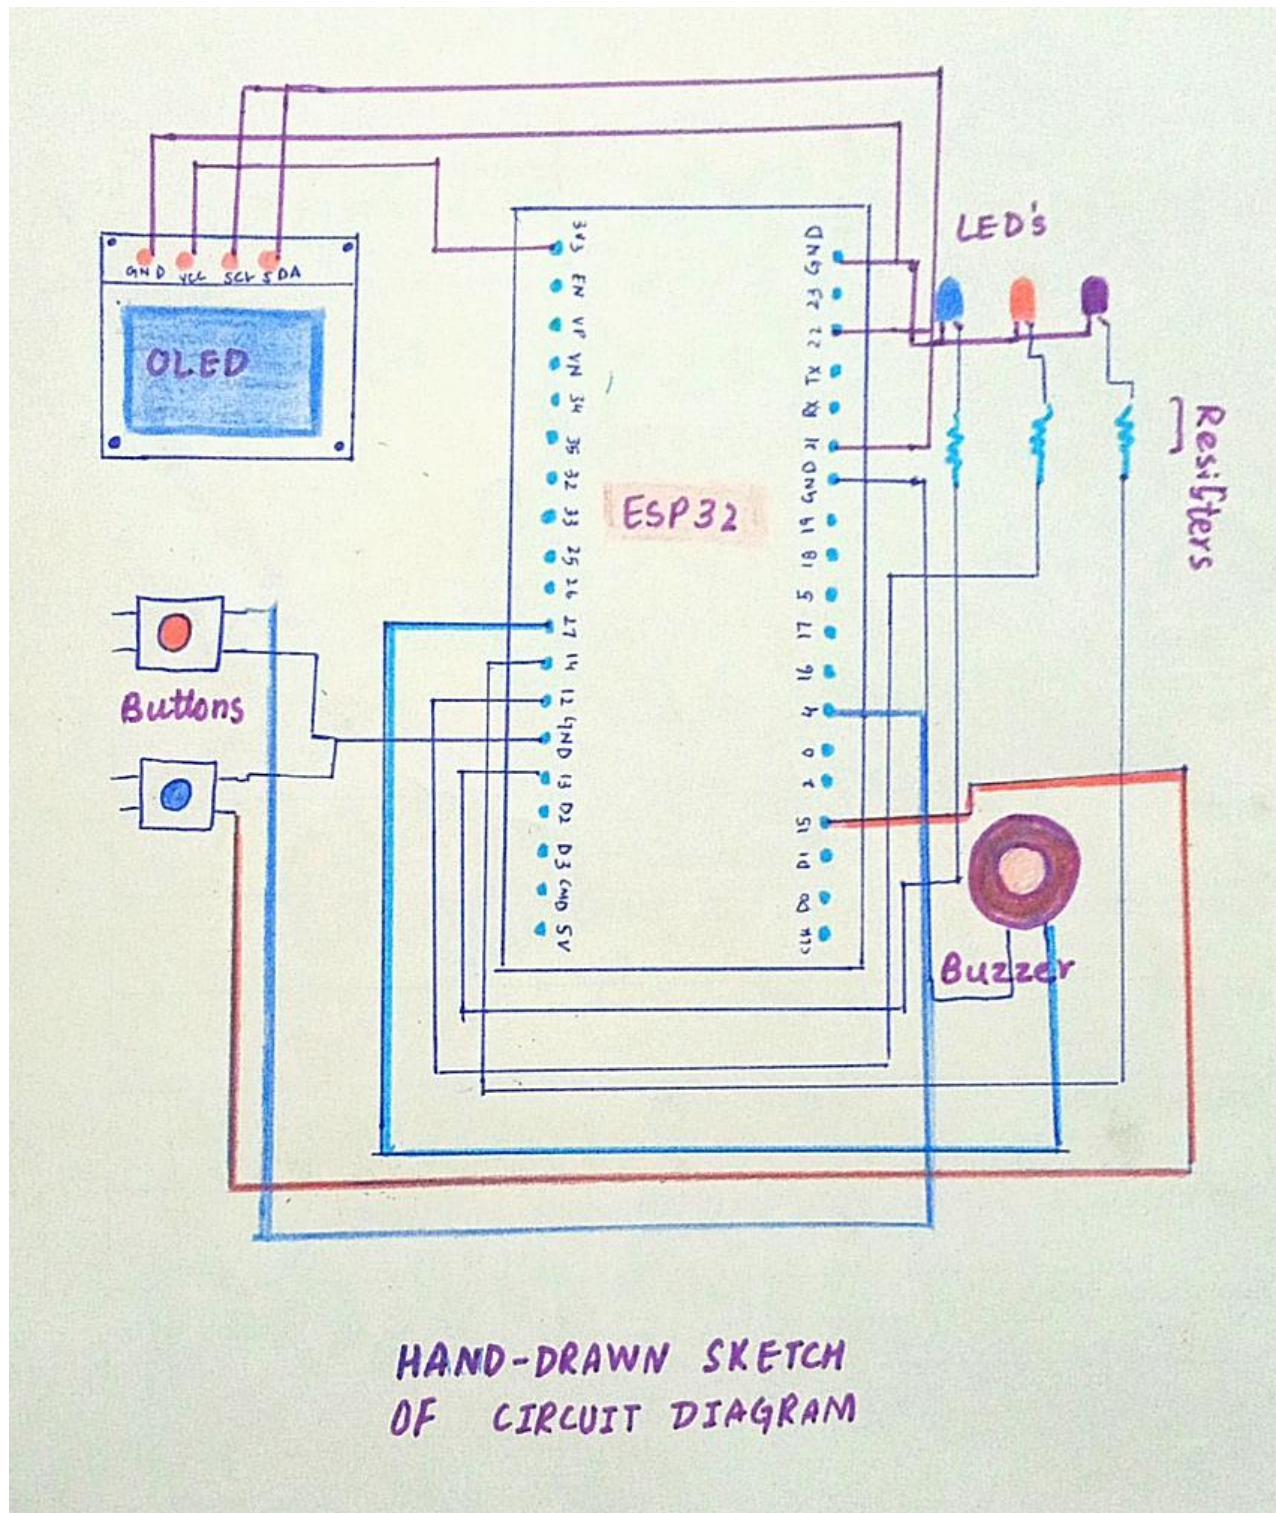 LED's
GND VCC SCL SDA
OLED
3V3
EN
VP
VN
34
35
32
33
25
26
27
14
12
GND
13
D2
D3
GND
5V
ESP32
GND
23
22
TX
RX
21
GND
19
18
5
17
16
4
0
2
15
D1
D0
CLK
Resisters
Buttons
Buzzer
HAND-DRAWN SKETCH
OF CIRCUIT DIAGRAM